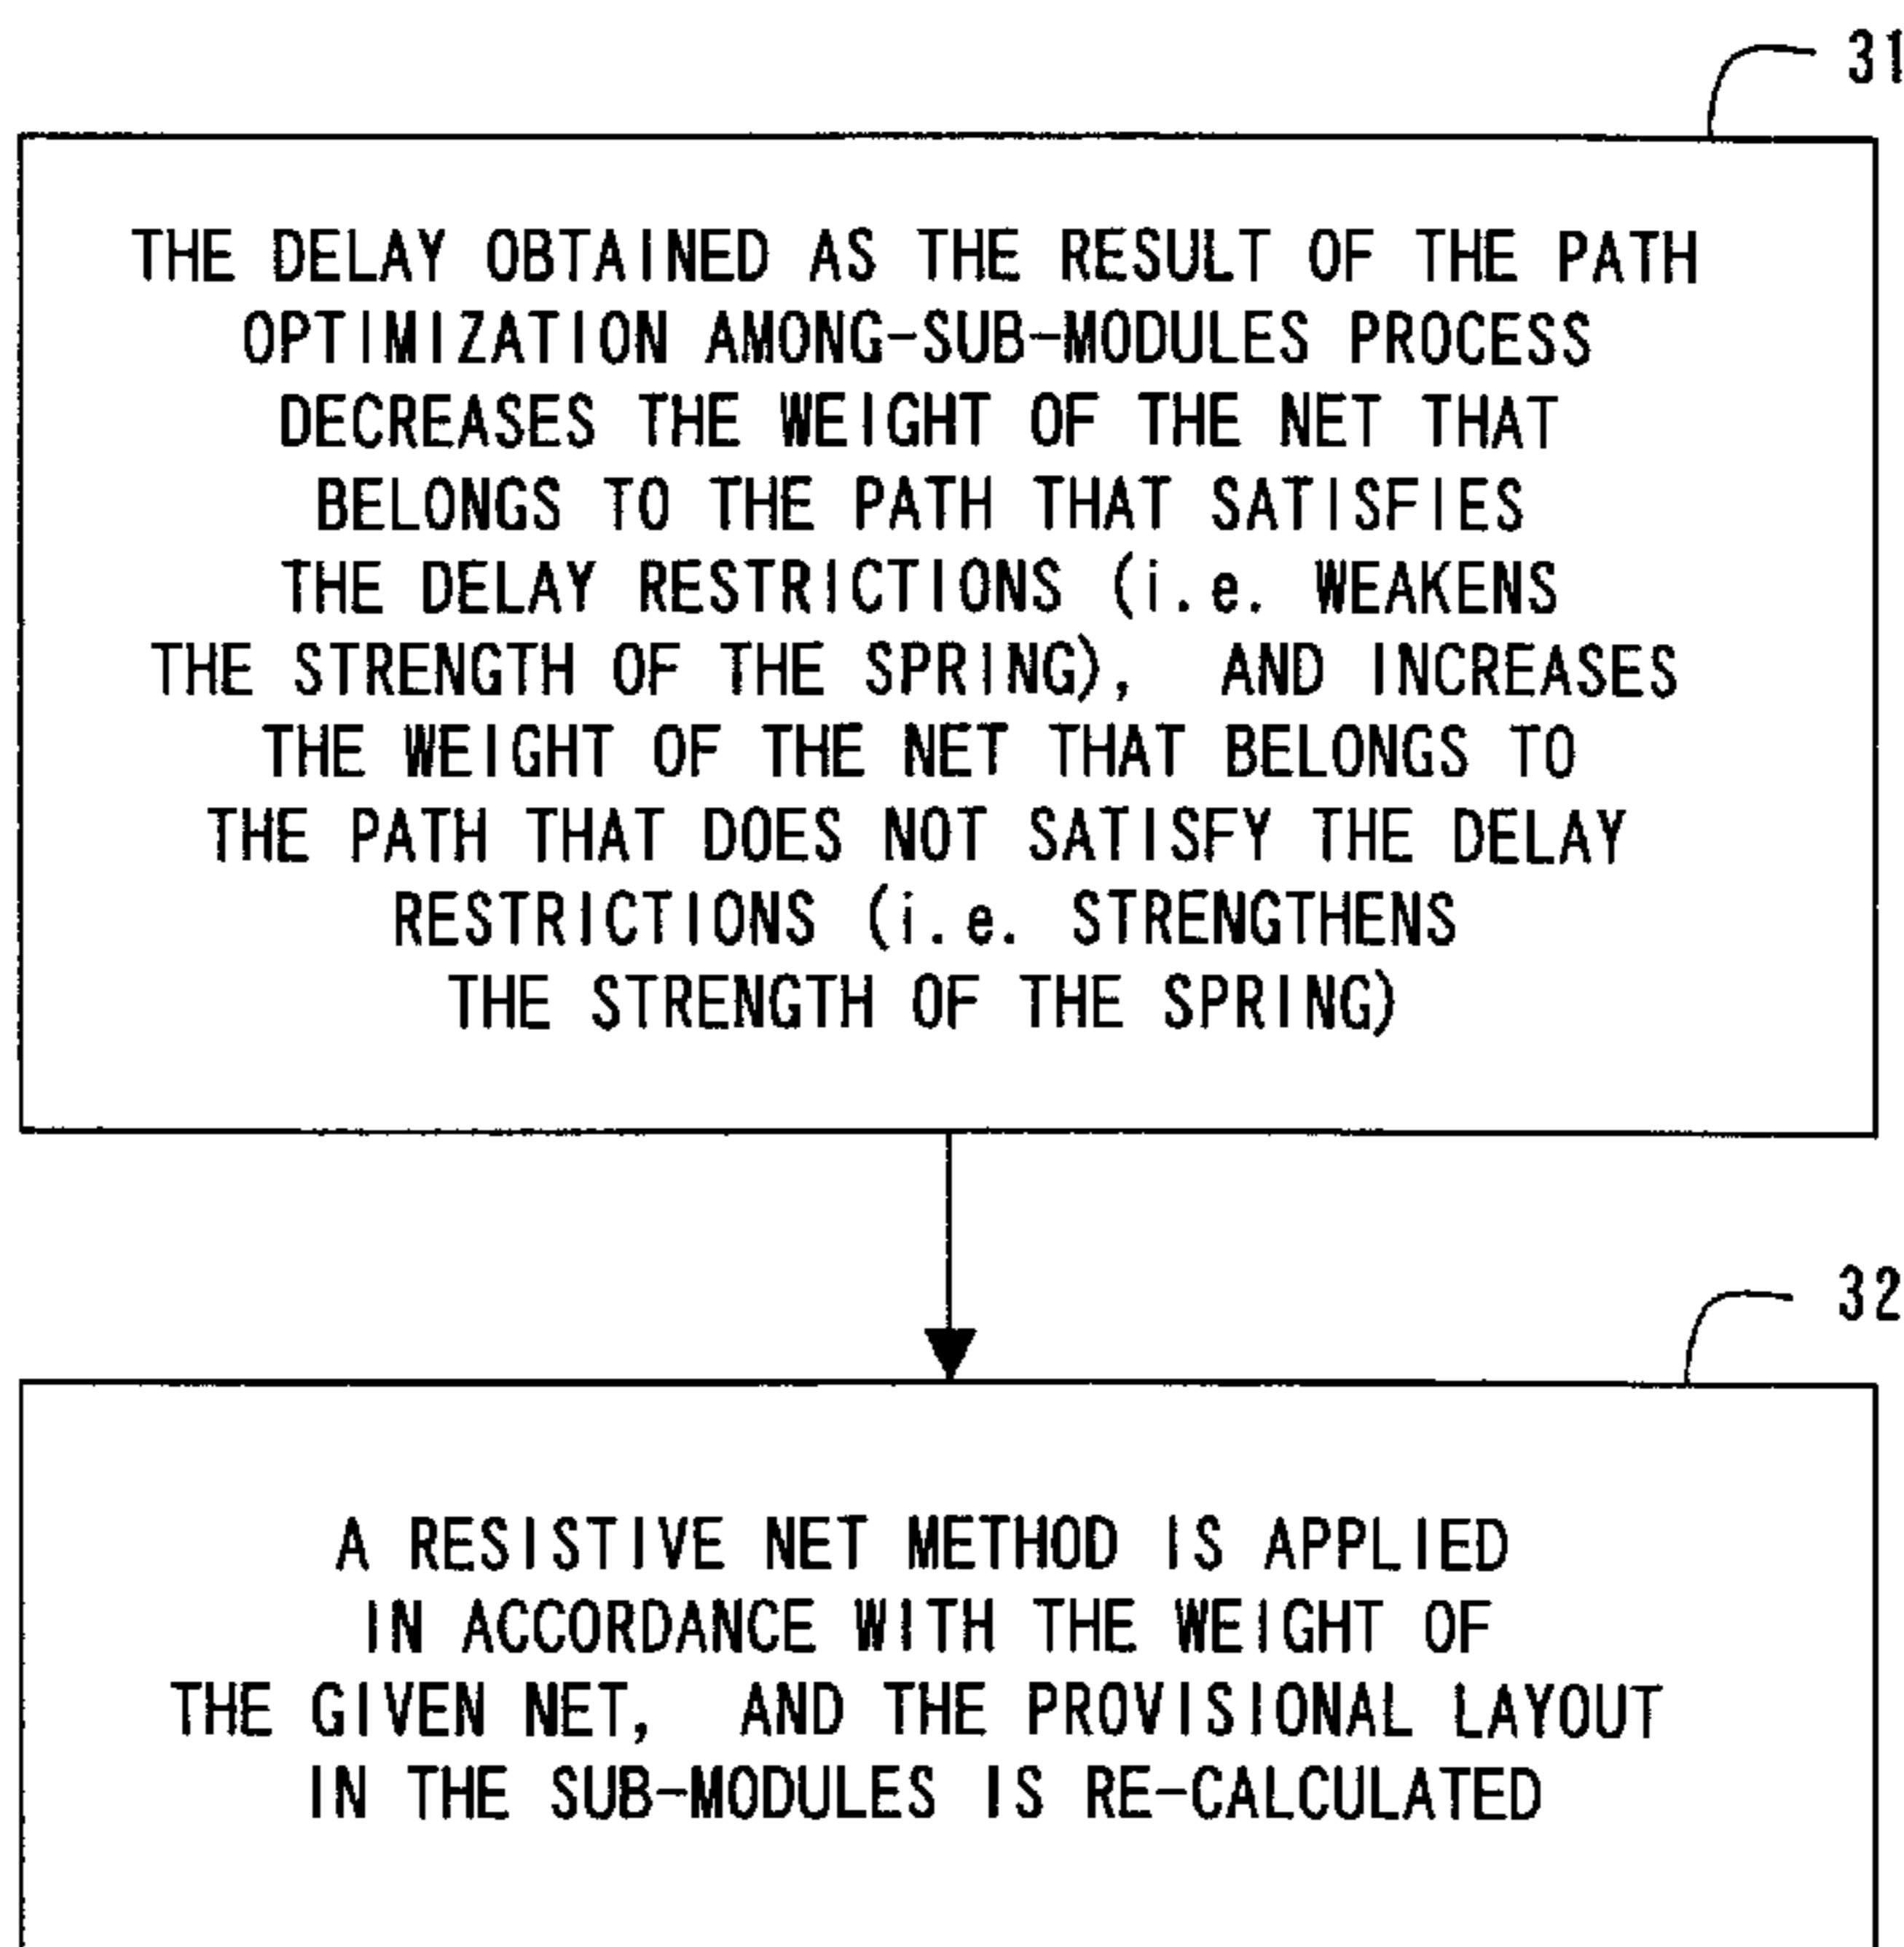 31
THE DELAY OBTAINED AS THE RESULT OF THE PATH
OPTIMIZATION AMONG-SUB-MODULES PROCESS
DECREASES THE WEIGHT OF THE NET THAT
BELONGS TO THE PATH THAT SATISFIES
THE DELAY RESTRICTIONS (i.e. WEAKENS
THE STRENGTH OF THE SPRING), AND INCREASES
THE WEIGHT OF THE NET THAT BELONGS TO
THE PATH THAT DOES NOT SATISFY THE DELAY
RESTRICTIONS (i.e. STRENGTHENS
THE STRENGTH OF THE SPRING)
32
A RESISTIVE NET METHOD IS APPLIED
IN ACCORDANCE WITH THE WEIGHT OF
THE GIVEN NET, AND THE PROVISIONAL LAYOUT
IN THE SUB-MODULES IS RE-CALCULATED